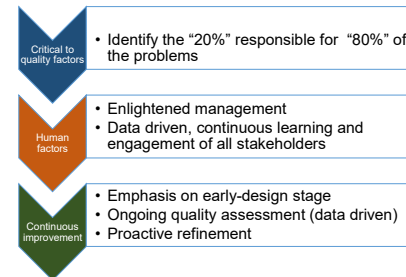 Critical to
quality factors
• Identify the “20%” responsible for “80%” of
the problems
Human
factors
• Enlightened management
• Data driven, continuous learning and
engagement of all stakeholders
Continuous
improvement
• Emphasis on early-design stage
• Ongoing quality assessment (data driven)
• Proactive refinement